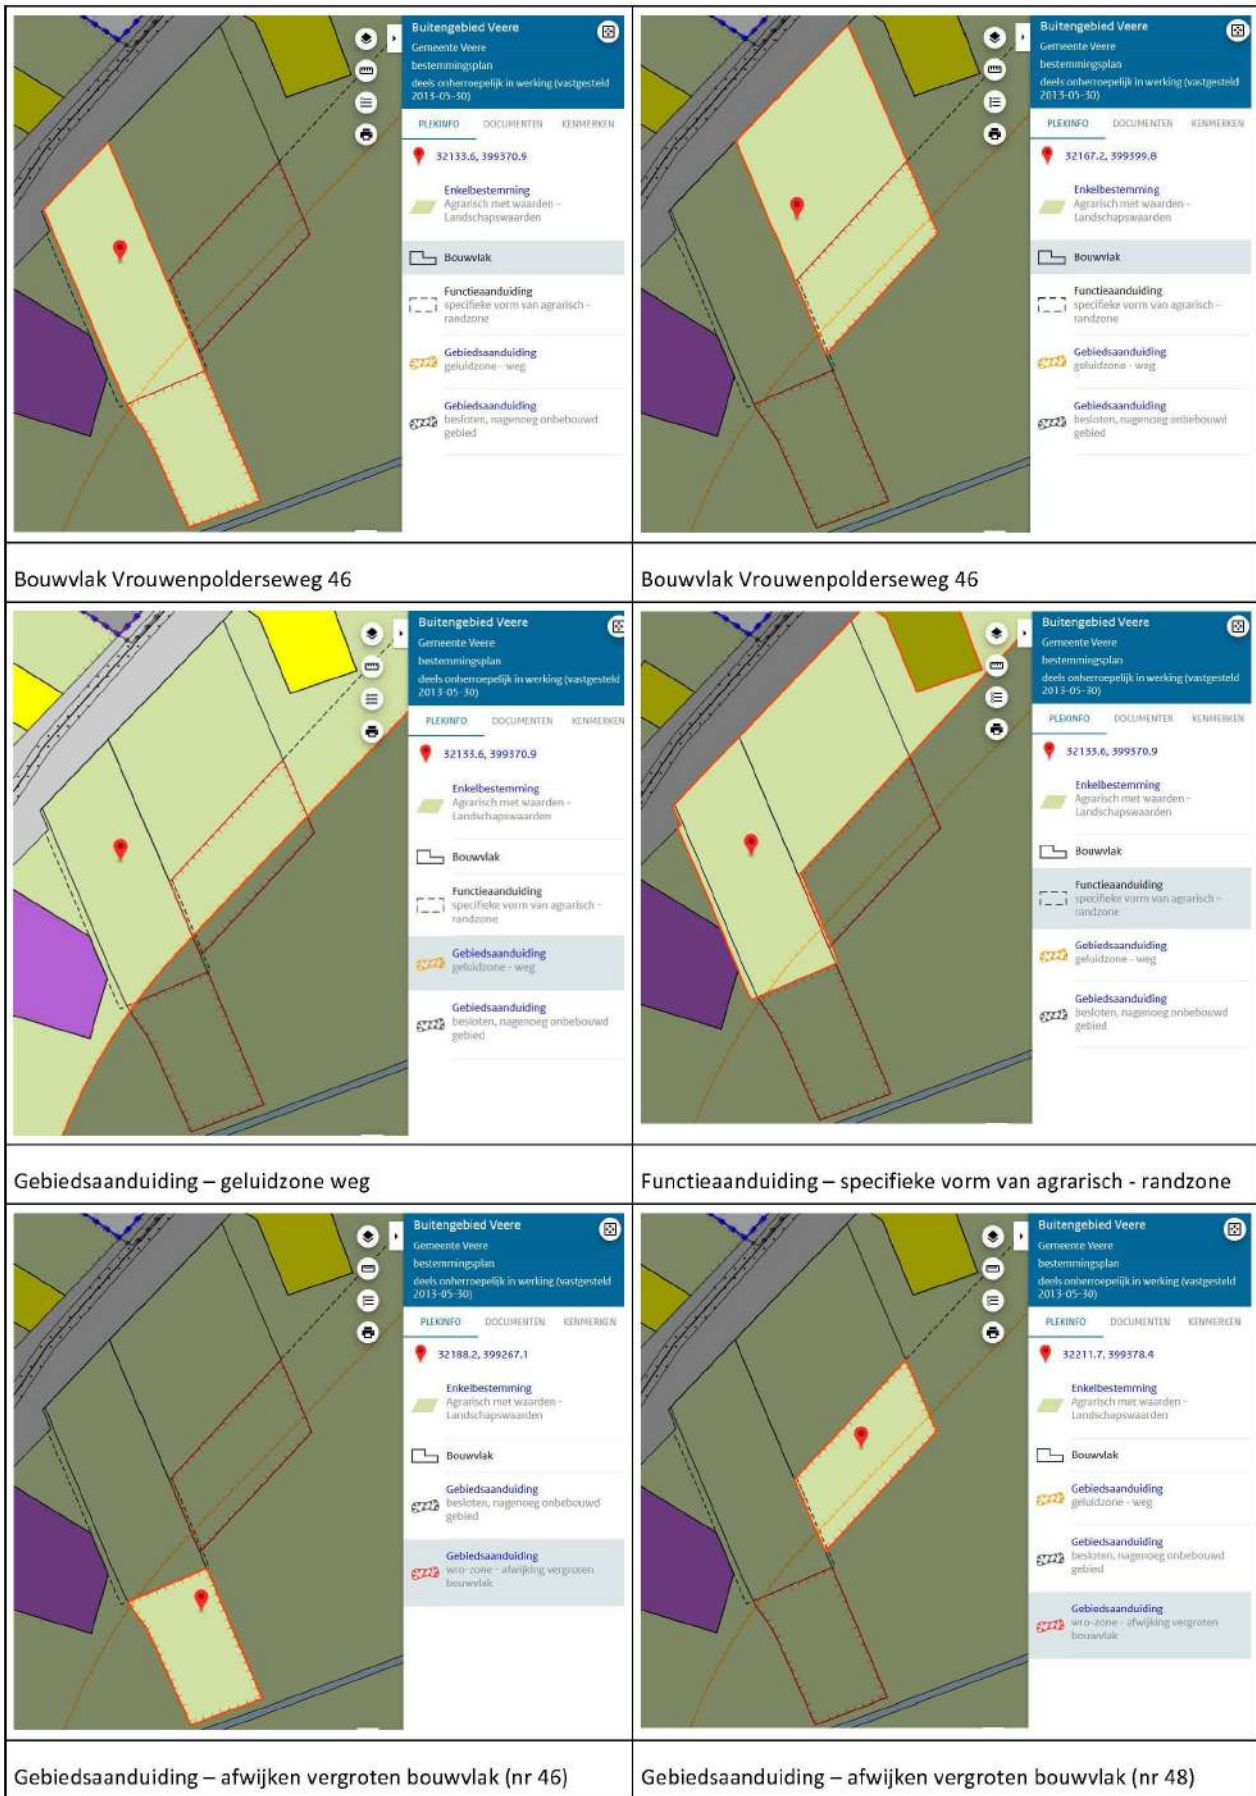 Buitengebied Veere
Gemeente Veere
bestemmingsplan
deels onherroepelijk in werking (vastgesteld
2013-05-30)
PLEKINFO DOCUMENTEN KENMERKEN
32133.6, 399370.9
Enkelbestemming
Agrarisch met waarden -
Landschapswaarden
Bouwvlak
Functieaanduiding
specifieke vorm van agrarisch -
randzone
Gebiedsaanduiding
geluidzone - weg
Gebiedsaanduiding
besloten, nagenoeg onbebouwd
gebied
Bouwvlak Vrouwenpolderseweg 46
Buitengebied Veere
Gemeente Veere
bestemmingsplan
deels onherroepelijk in werking (vastgesteld
2013-05-30)
PLEKINFO DOCUMENTEN KENMERKEN
32167.2, 399399.8
Enkelbestemming
Agrarisch met waarden -
Landschapswaarden
Bouwvlak
Functieaanduiding
specifieke vorm van agrarisch -
randzone
Gebiedsaanduiding
geluidzone - weg
Gebiedsaanduiding
besloten, nagenoeg onbebouwd
gebied
Bouwvlak Vrouwenpolderseweg 46
Buitengebied Veere
Gemeente Veere
bestemmingsplan
deels onherroepelijk in werking (vastgesteld
2013-05-30)
PLEKINFO DOCUMENTEN KENMERKEN
32133.6, 399370.9
Enkelbestemming
Agrarisch met waarden -
Landschapswaarden
Bouwvlak
Functieaanduiding
specifieke vorm van agrarisch -
randzone
Gebiedsaanduiding
geluidzone - weg
Gebiedsaanduiding
besloten, nagenoeg onbebouwd
gebied
Gebiedsaanduiding – geluidzone weg
Buitengebied Veere
Gemeente Veere
bestemmingsplan
deels onherroepelijk in werking (vastgesteld
2013-05-30)
PLEKINFO DOCUMENTEN KENMERKEN
32133.6, 399370.9
Enkelbestemming
Agrarisch met waarden -
Landschapswaarden
Bouwvlak
Functieaanduiding
specifieke vorm van agrarisch -
randzone
Gebiedsaanduiding
geluidzone - weg
Gebiedsaanduiding
besloten, nagenoeg onbebouwd
gebied
Functieaanduiding – specifieke vorm van agrarisch - randzone
Buitengebied Veere
Gemeente Veere
bestemmingsplan
deels onherroepelijk in werking (vastgesteld
2013-05-30)
PLEKINFO DOCUMENTEN KENMERKEN
32188.2, 399267.1
Enkelbestemming
Agrarisch met waarden -
Landschapswaarden
Bouwvlak
Gebiedsaanduiding
besloten, nagenoeg onbebouwd
gebied
Gebiedsaanduiding
wro-zone - afwijking vergroten
bouwvlak
Gebiedsaanduiding – afwijken vergroten bouwvlak (nr 46)
Buitengebied Veere
Gemeente Veere
bestemmingsplan
deels onherroepelijk in werking (vastgesteld
2013-05-30)
PLEKINFO DOCUMENTEN KENMERKEN
32211.7, 399378.4
Enkelbestemming
Agrarisch met waarden -
Landschapswaarden
Bouwvlak
Gebiedsaanduiding
geluidzone - weg
Gebiedsaanduiding
besloten, nagenoeg onbebouwd
gebied
Gebiedsaanduiding
wro-zone - afwijking vergroten
bouwvlak
Gebiedsaanduiding – afwijken vergroten bouwvlak (nr 48)